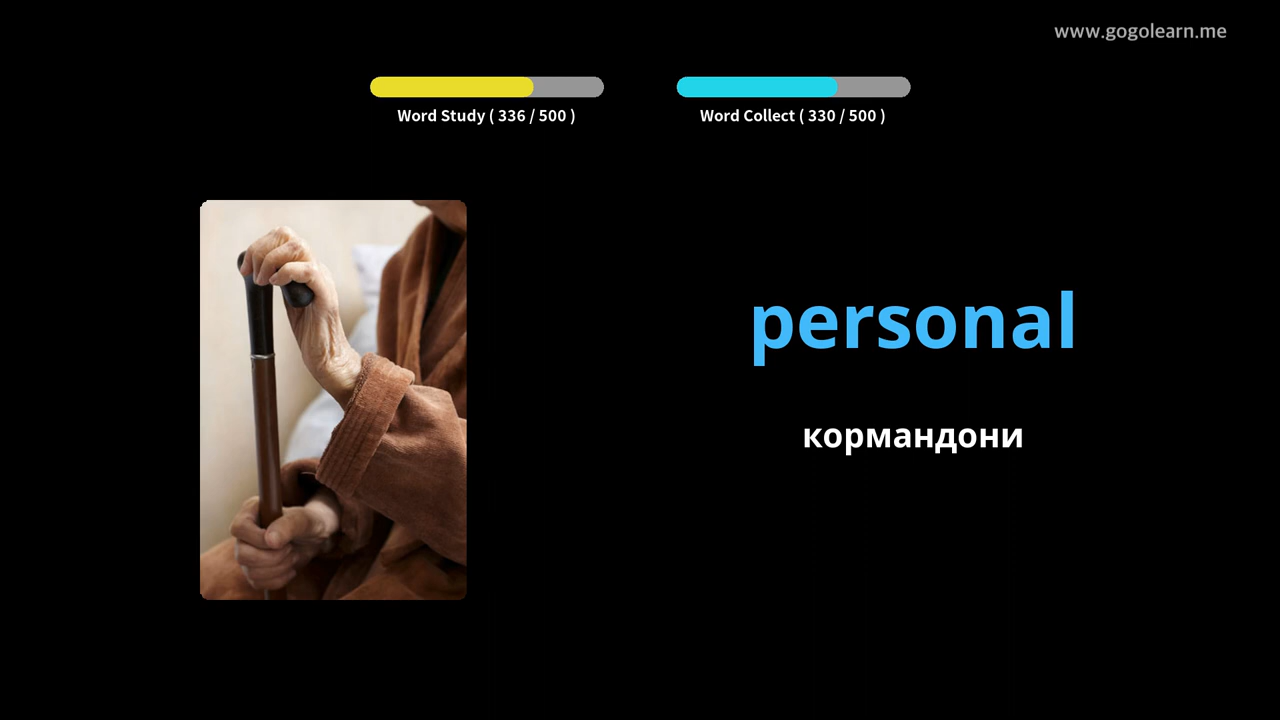 www.gogolearn.me
Word Study ( 336 / 500 )
Word Collect ( 330 / 500 )
personal
кормандони